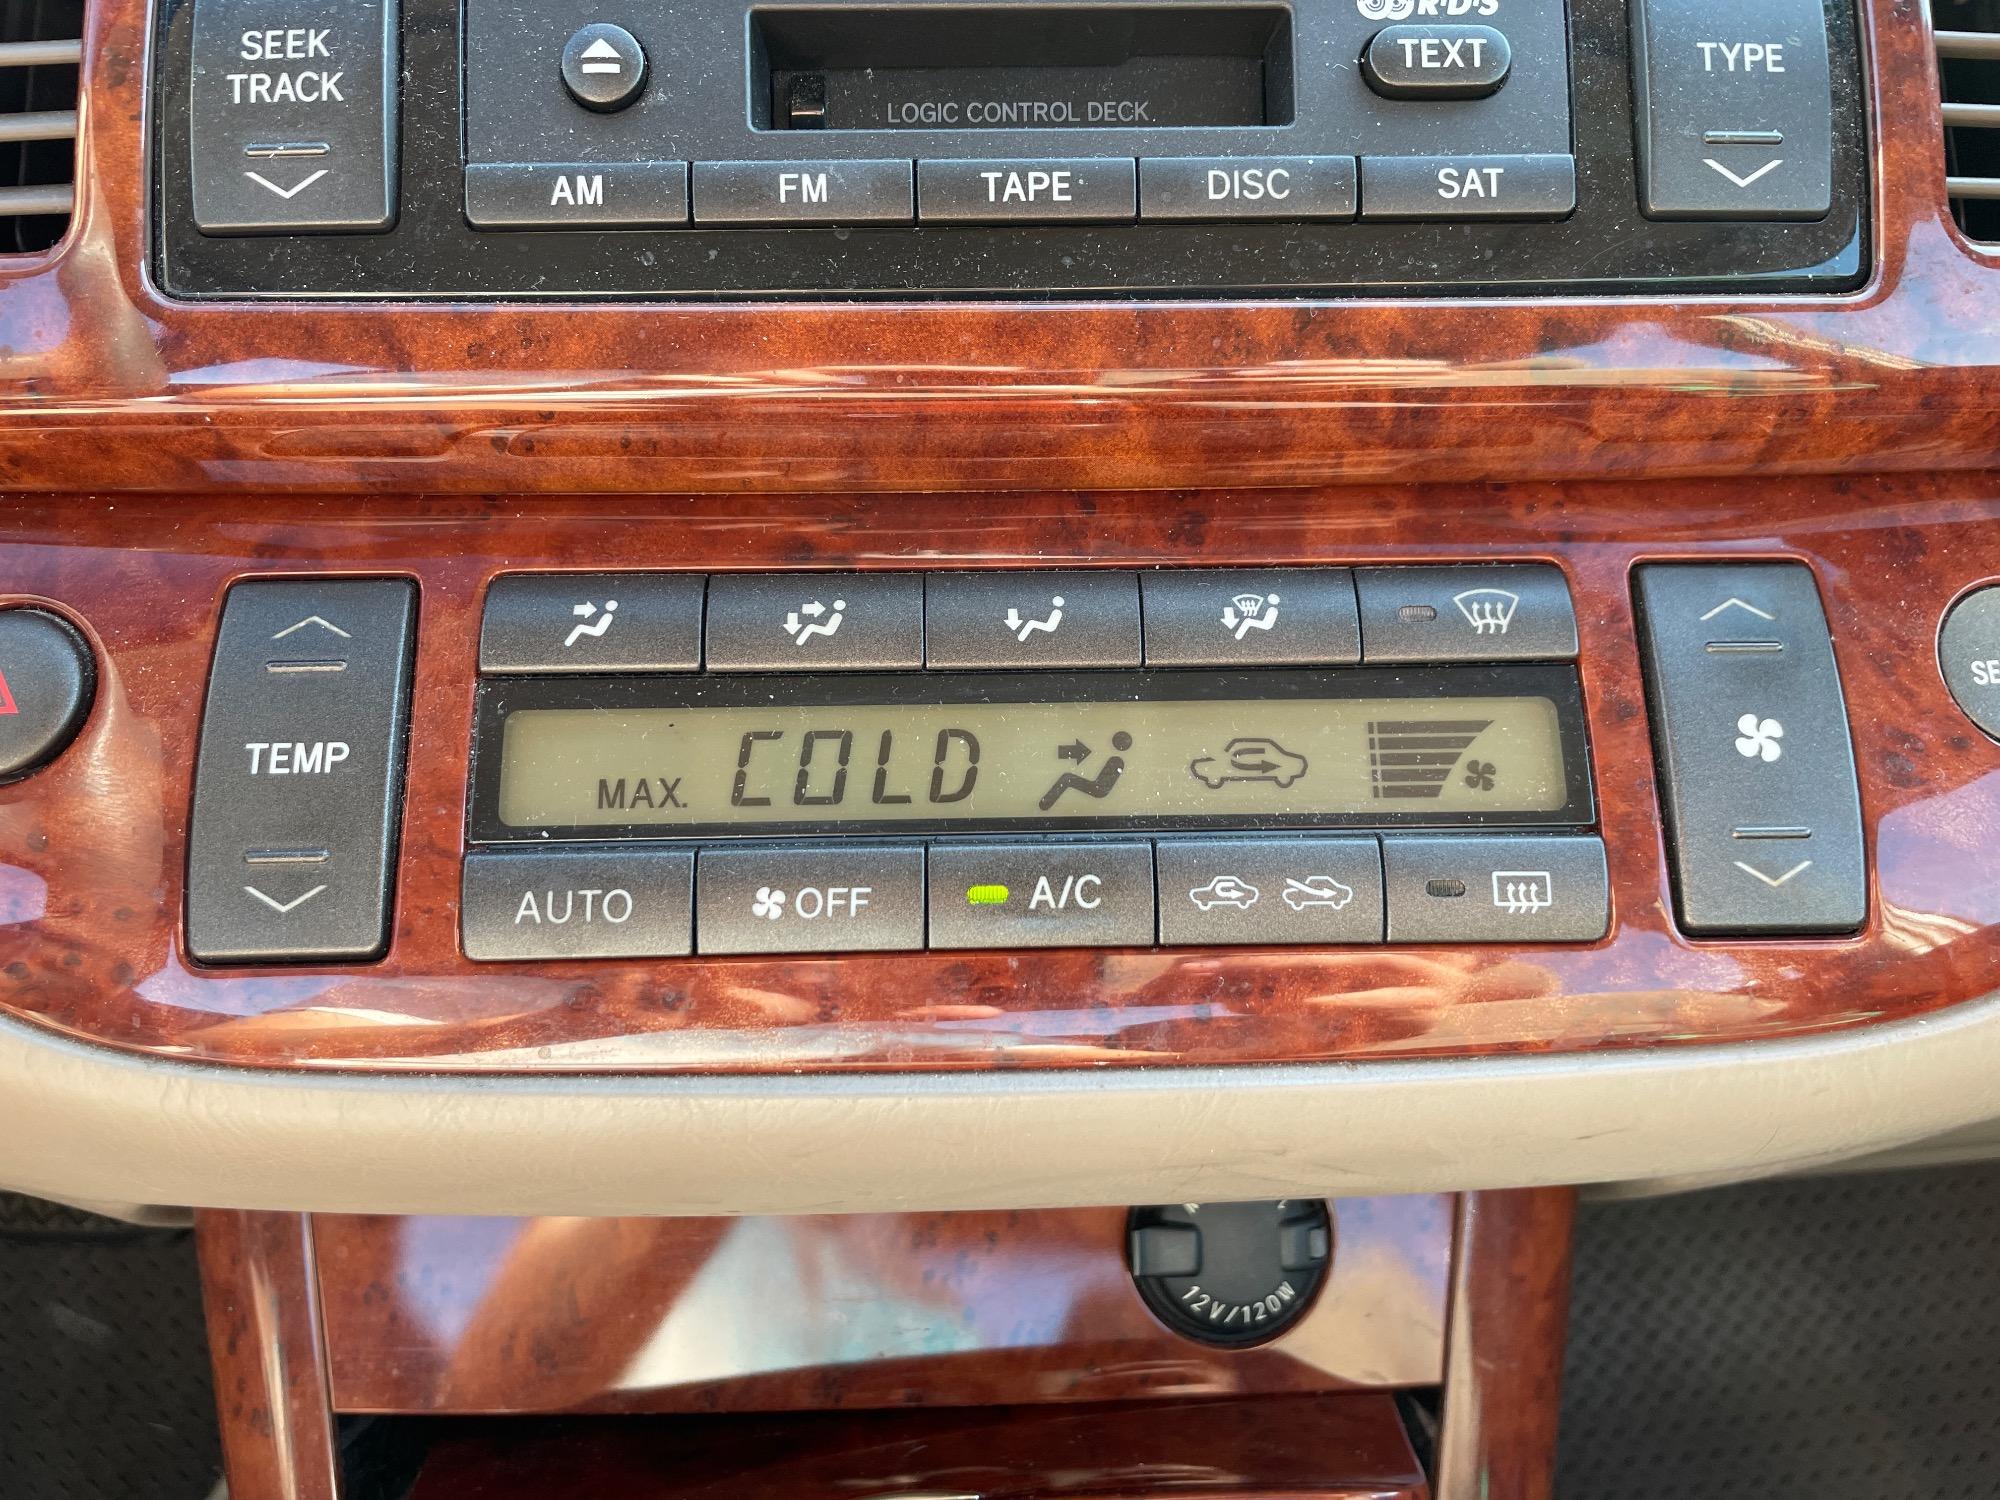 SEEK
TRACK
R·D·S
TEXT
TYPE
LOGIC CONTROL DECK
AM
FM
TAPE
DISC
SAT
TEMP
MAX. COLD
AUTO
OFF
A/C
12V/120W